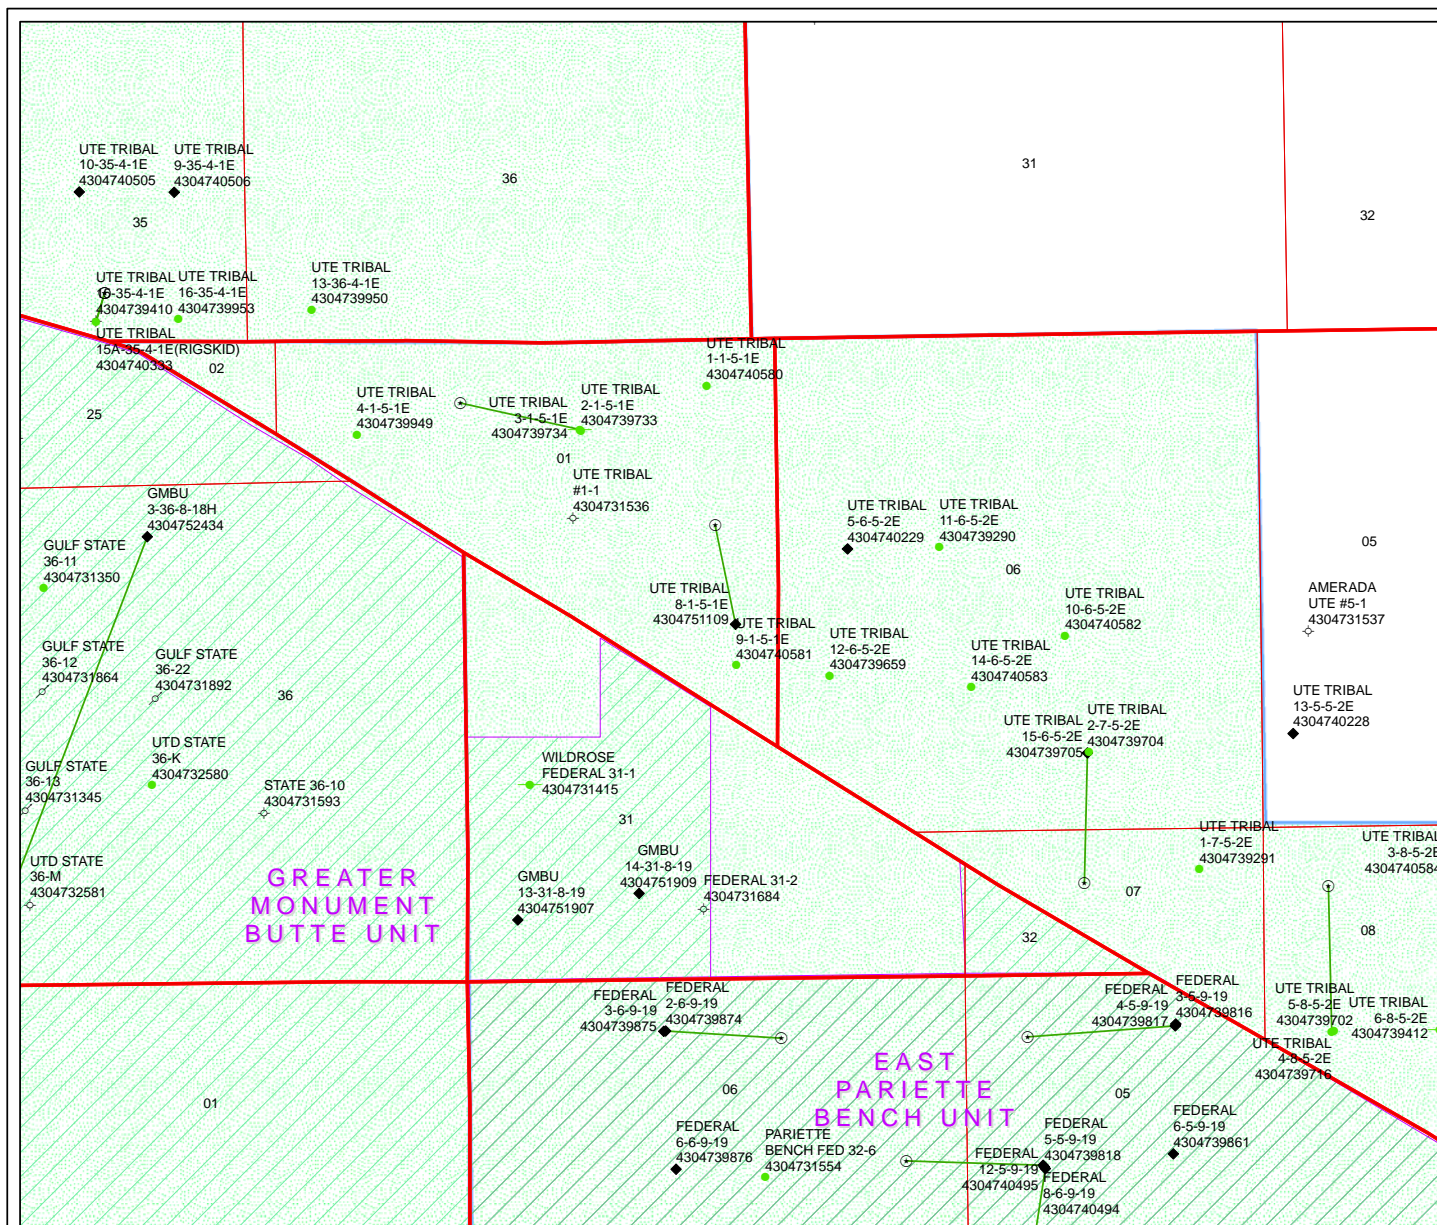 UTE TRIBAL
10-35-4-1E
4304740505
UTE TRIBAL
9-35-4-1E
4304740506
36
31
32
35
UTE TRIBAL
4304739410
UTE TRIBAL
16-35-4-1E
4304739953
UTE TRIBAL
13-36-4-1E
4304739950
UTE TRIBAL
15A-35-4-1E(RIGSKID)
4304740333
02
25
UTE TRIBAL
1-1-5-1E
4304740580
UTE TRIBAL
4-1-5-1E
4304739949
UTE TRIBAL
3-1-5-1E
4304739734
UTE TRIBAL
2-1-5-1E
4304739733
01
UTE TRIBAL
#1-1
4304731536
GMBU
3-36-8-18H
4304752434
GULF STATE
36-11
4304731350
UTE TRIBAL
5-6-5-2E
4304740229
UTE TRIBAL
11-6-5-2E
4304739290
06
05
UTE TRIBAL
8-1-5-1E
4304751109
UTE TRIBAL
9-1-5-1E
4304740581
UTE TRIBAL
12-6-5-2E
4304739659
UTE TRIBAL
10-6-5-2E
4304740582
UTE TRIBAL
14-6-5-2E
4304740583
AMERADA
UTE #5-1
4304731537
GULF STATE
36-12
4304731864
GULF STATE
36-22
4304731892
36
UTE TRIBAL
15-6-5-2E
4304739705
UTE TRIBAL
2-7-5-2E
4304739704
UTE TRIBAL
13-5-5-2E
4304740228
GULF STATE
36-13
4304731345
UTD STATE
36-K
4304732580
STATE 36-10
4304731593
WILDROSE
FEDERAL 31-1
4304731415
31
UTE TRIBAL
1-7-5-2E
4304739291
UTE TRIBAL
3-8-5-2E
4304740584
UTD STATE
36-M
4304732581
GREATER
MONUMENT
BUTTE UNIT
GMBU
13-31-8-19
4304751907
GMBU
14-31-8-19
4304751909
FEDERAL 31-2
4304731684
07
32
08
FEDERAL
3-6-9-19
4304739875
FEDERAL
2-6-9-19
4304739874
FEDERAL
4-5-9-19
4304739817
FEDERAL
3-5-9-19
4304739816
UTE TRIBAL
5-8-5-2E
4304739702
UTE TRIBAL
6-8-5-2E
4304739412
UTE TRIBAL
4-8-5-2E
4304739716
EAST
PARIETTE
BENCH UNIT
01
06
05
FEDERAL
6-6-9-19
4304739876
PARIETTE
BENCH FED 32-6
4304731554
FEDERAL
12-5-9-19
4304740495
FEDERAL
5-5-9-19
4304739818
FEDERAL
8-6-9-19
4304740494
FEDERAL
6-5-9-19
4304739861